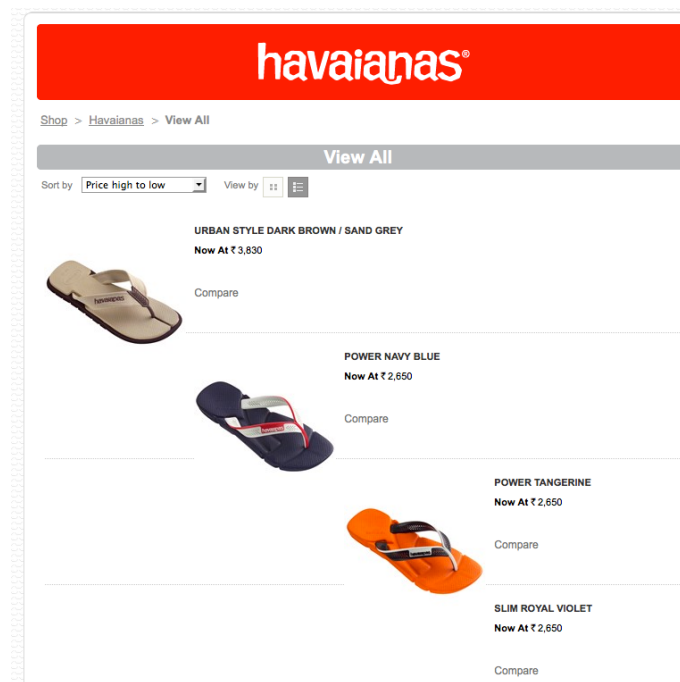 havaianas®
Shop > Havaianas > View All
View All
Sort by Price high to low View by
URBAN STYLE DARK BROWN / SAND GREY
Now At ₹ 3,830
havaianas
Compare
POWER NAVY BLUE
Now At ₹ 2,650
Compare
POWER TANGERINE
Now At ₹ 2,650
Compare
SLIM ROYAL VIOLET
Now At ₹ 2,650
Compare